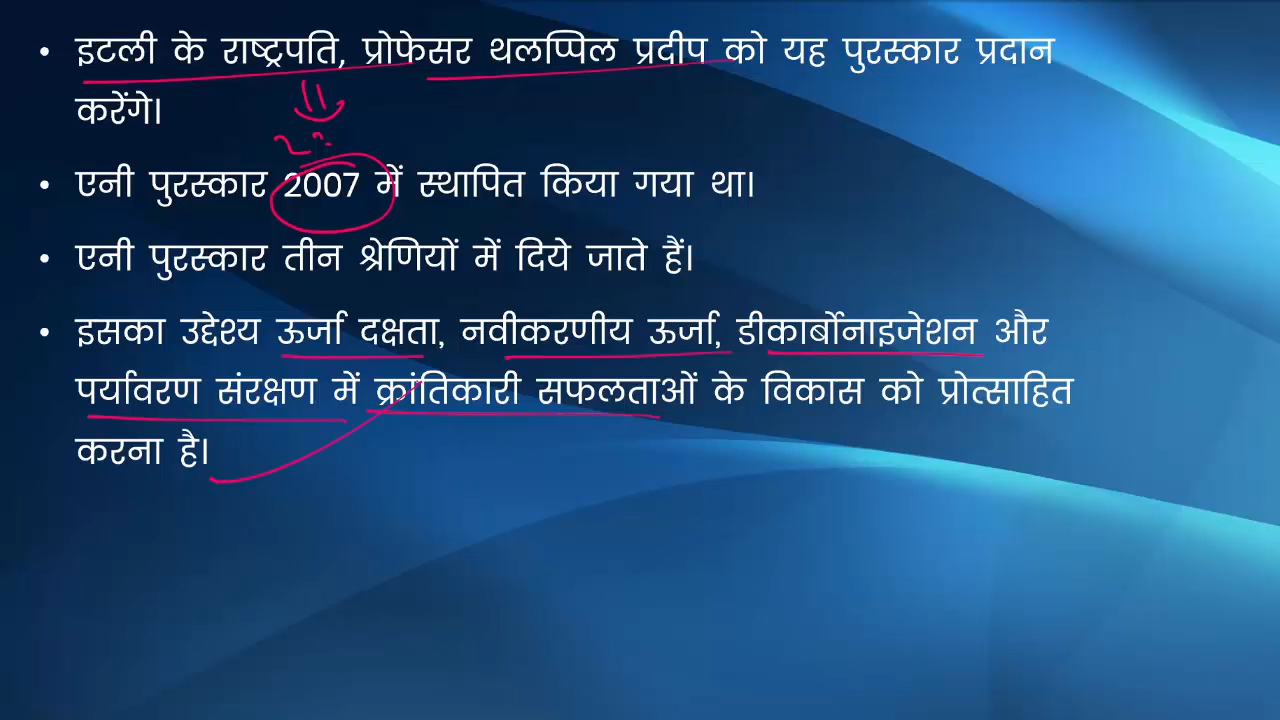 • इटली के राष्ट्रपति, प्रोफेसर थलप्पिल प्रदीप को यह पुरस्कार प्रदान
करेंगे।
• एनी पुरस्कार 2007 में स्थापित किया गया था।
• एनी पुरस्कार तीन श्रेणियों में दिये जाते हैं।
• इसका उद्देश्य ऊर्जा दक्षता, नवीकरणीय ऊर्जा, डीकार्बोनाइजेशन और
पर्यावरण संरक्षण में क्रांतिकारी सफलताओं के विकास को प्रोत्साहित
करना है।